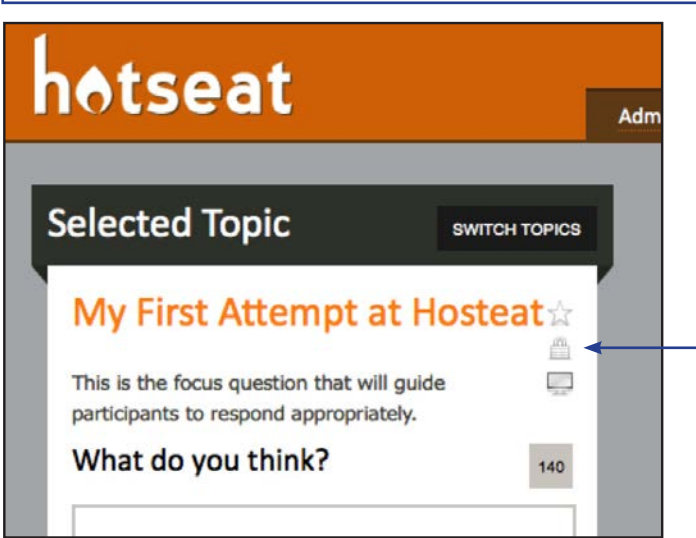 hotseat
Adm
Selected Topic
SWITCH TOPICS
My First Attempt at Hosteat
This is the focus question that will guide
participants to respond appropriately.
What do you think?
140